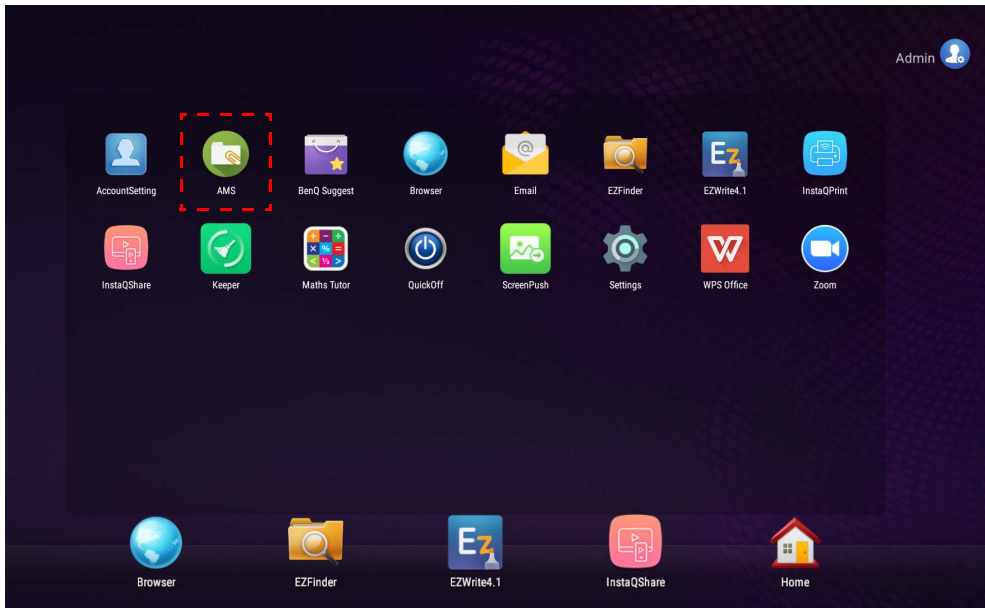 Admin
AccountSetting AMS BenQ Suggest Browser Email EZFinder EZWrite4.1 InstaQPrint
InstaQShare Keeper Maths Tutor QuickOff ScreenPush Settings WPS Office Zoom
Browser EZFinder EZWrite4.1 InstaQShare Home